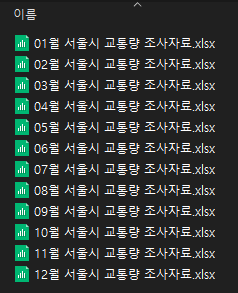 이름
01월 서울시 교통량 조사자료.xlsx
02월 서울시 교통량 조사자료.xlsx
03월 서울시 교통량 조사자료.xlsx
04월 서울시 교통량 조사자료.xlsx
05월 서울시 교통량 조사자료.xlsx
06월 서울시 교통량 조사자료.xlsx
07월 서울시 교통량 조사자료.xlsx
08월 서울시 교통량 조사자료.xlsx
09월 서울시 교통량 조사자료.xlsx
10월 서울시 교통량 조사자료.xlsx
11월 서울시 교통량 조사자료.xlsx
12월 서울시 교통량 조사자료.xlsx